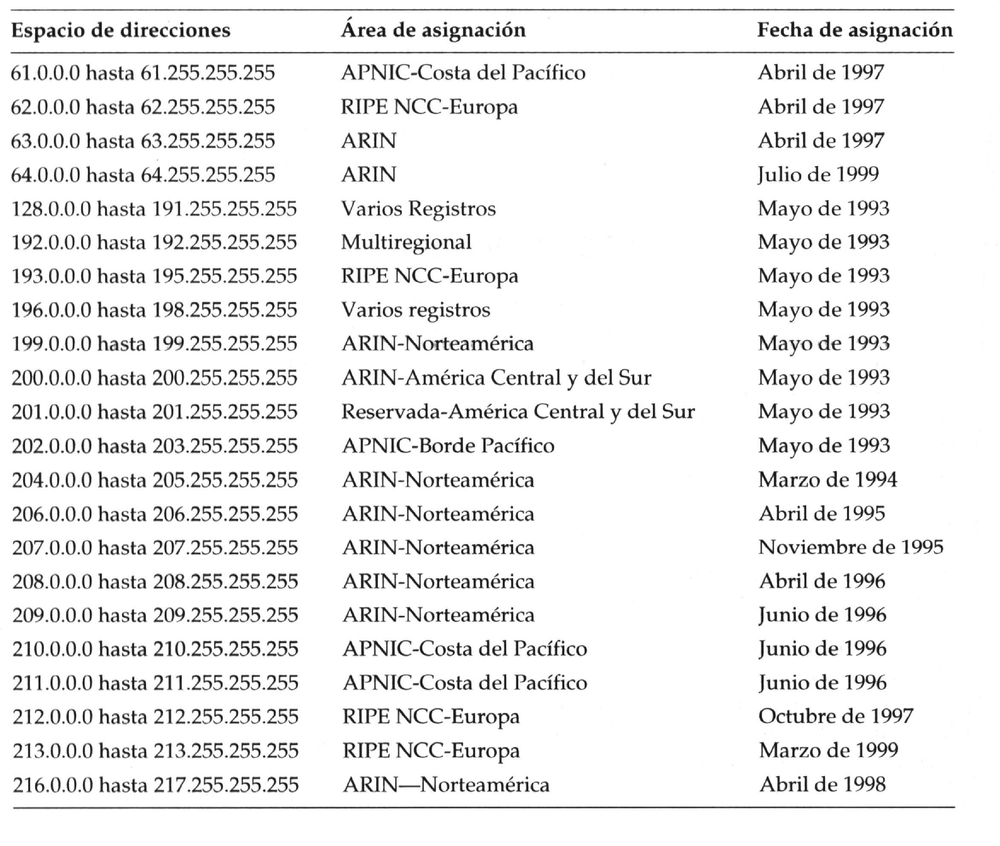 Espacio de direcciones Área de asignación Fecha de asignación
61.0.0.0 hasta 61.255.255.255 APNIC-Costa del Pacífico Abril de 1997
62.0.0.0 hasta 62.255.255.255 RIPE NCC-Europa Abril de 1997
63.0.0.0 hasta 63.255.255.255 ARIN Abril de 1997
64.0.0.0 hasta 64.255.255.255 ARIN Julio de 1999
128.0.0.0 hasta 191.255.255.255 Varios Registros Mayo de 1993
192.0.0.0 hasta 192.255.255.255 Multiregional Mayo de 1993
193.0.0.0 hasta 195.255.255.255 RIPE NCC-Europa Mayo de 1993
196.0.0.0 hasta 198.255.255.255 Varios registros Mayo de 1993
199.0.0.0 hasta 199.255.255.255 ARIN-Norteamérica Mayo de 1993
200.0.0.0 hasta 200.255.255.255 ARIN-América Central y del Sur Mayo de 1993
201.0.0.0 hasta 201.255.255.255 Reservada-América Central y del Sur Mayo de 1993
202.0.0.0 hasta 203.255.255.255 APNIC-Borde Pacífico Mayo de 1993
204.0.0.0 hasta 205.255.255.255 ARIN-Norteamérica Marzo de 1994
206.0.0.0 hasta 206.255.255.255 ARIN-Norteamérica Abril de 1995
207.0.0.0 hasta 207.255.255.255 ARIN-Norteamérica Noviembre de 1995
208.0.0.0 hasta 208.255.255.255 ARIN-Norteamérica Abril de 1996
209.0.0.0 hasta 209.255.255.255 ARIN-Norteamérica Junio de 1996
210.0.0.0 hasta 210.255.255.255 APNIC-Costa del Pacífico Junio de 1996
211.0.0.0 hasta 211.255.255.255 APNIC-Costa del Pacífico Junio de 1996
212.0.0.0 hasta 212.255.255.255 RIPE NCC-Europa Octubre de 1997
213.0.0.0 hasta 213.255.255.255 RIPE NCC-Europa Marzo de 1999
216.0.0.0 hasta 217.255.255.255 ARIN—Norteamérica Abril de 1998